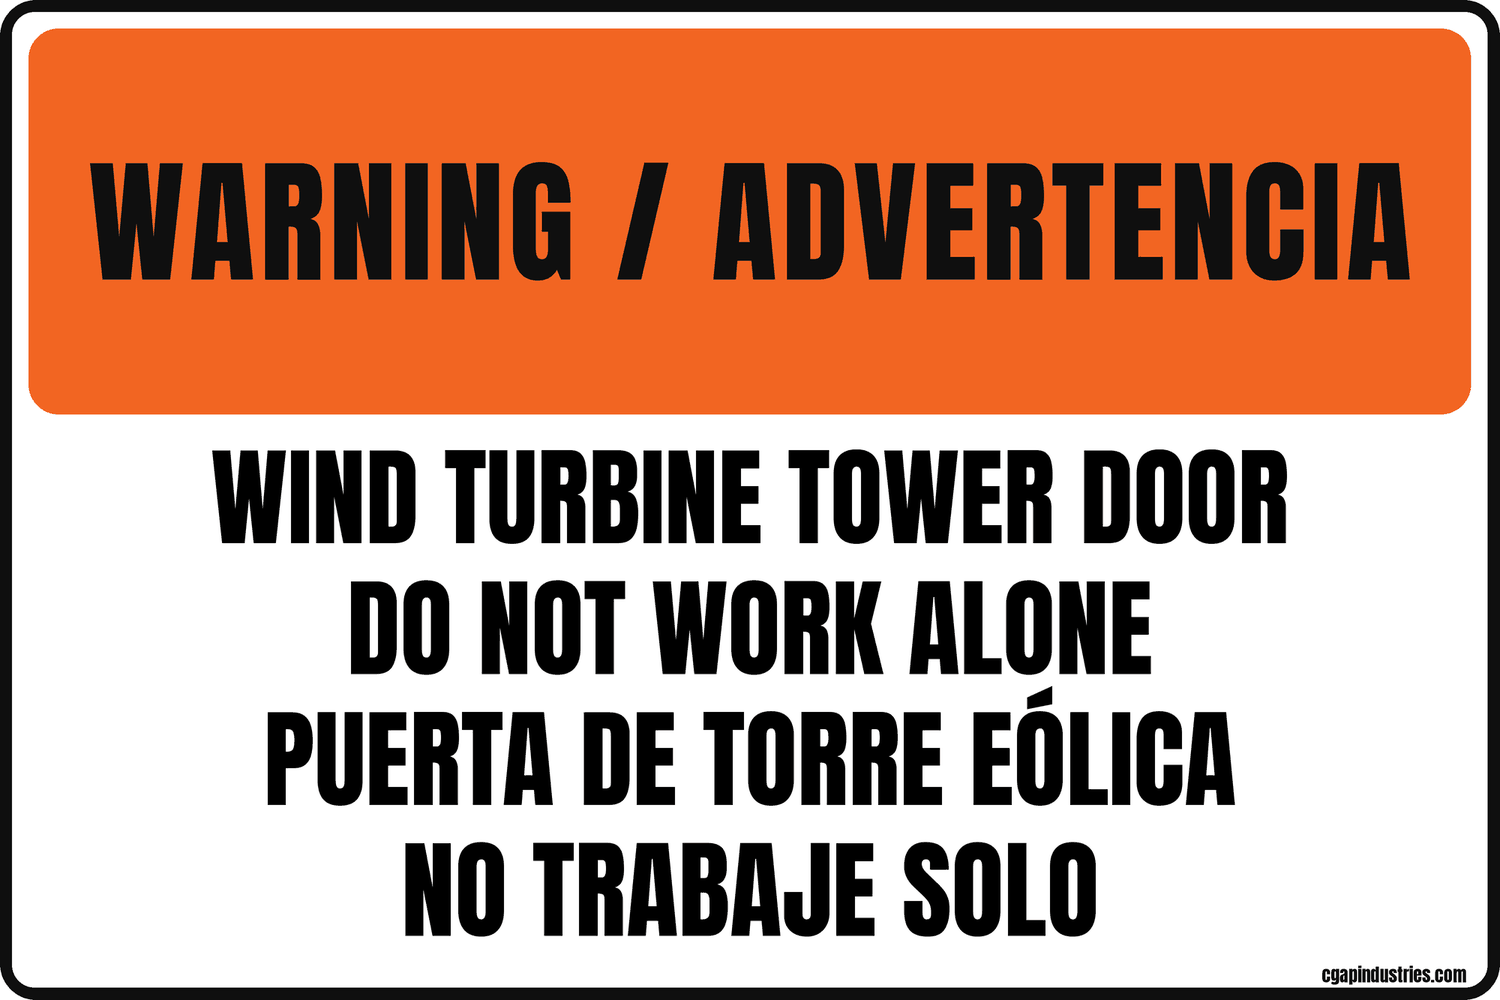 WARNING / ADVERTENCIA
WIND TURBINE TOWER DOOR
DO NOT WORK ALONE
PUERTA DE TORRE EÓLICA
NO TRABAJE SOLO
cgapindustries.com